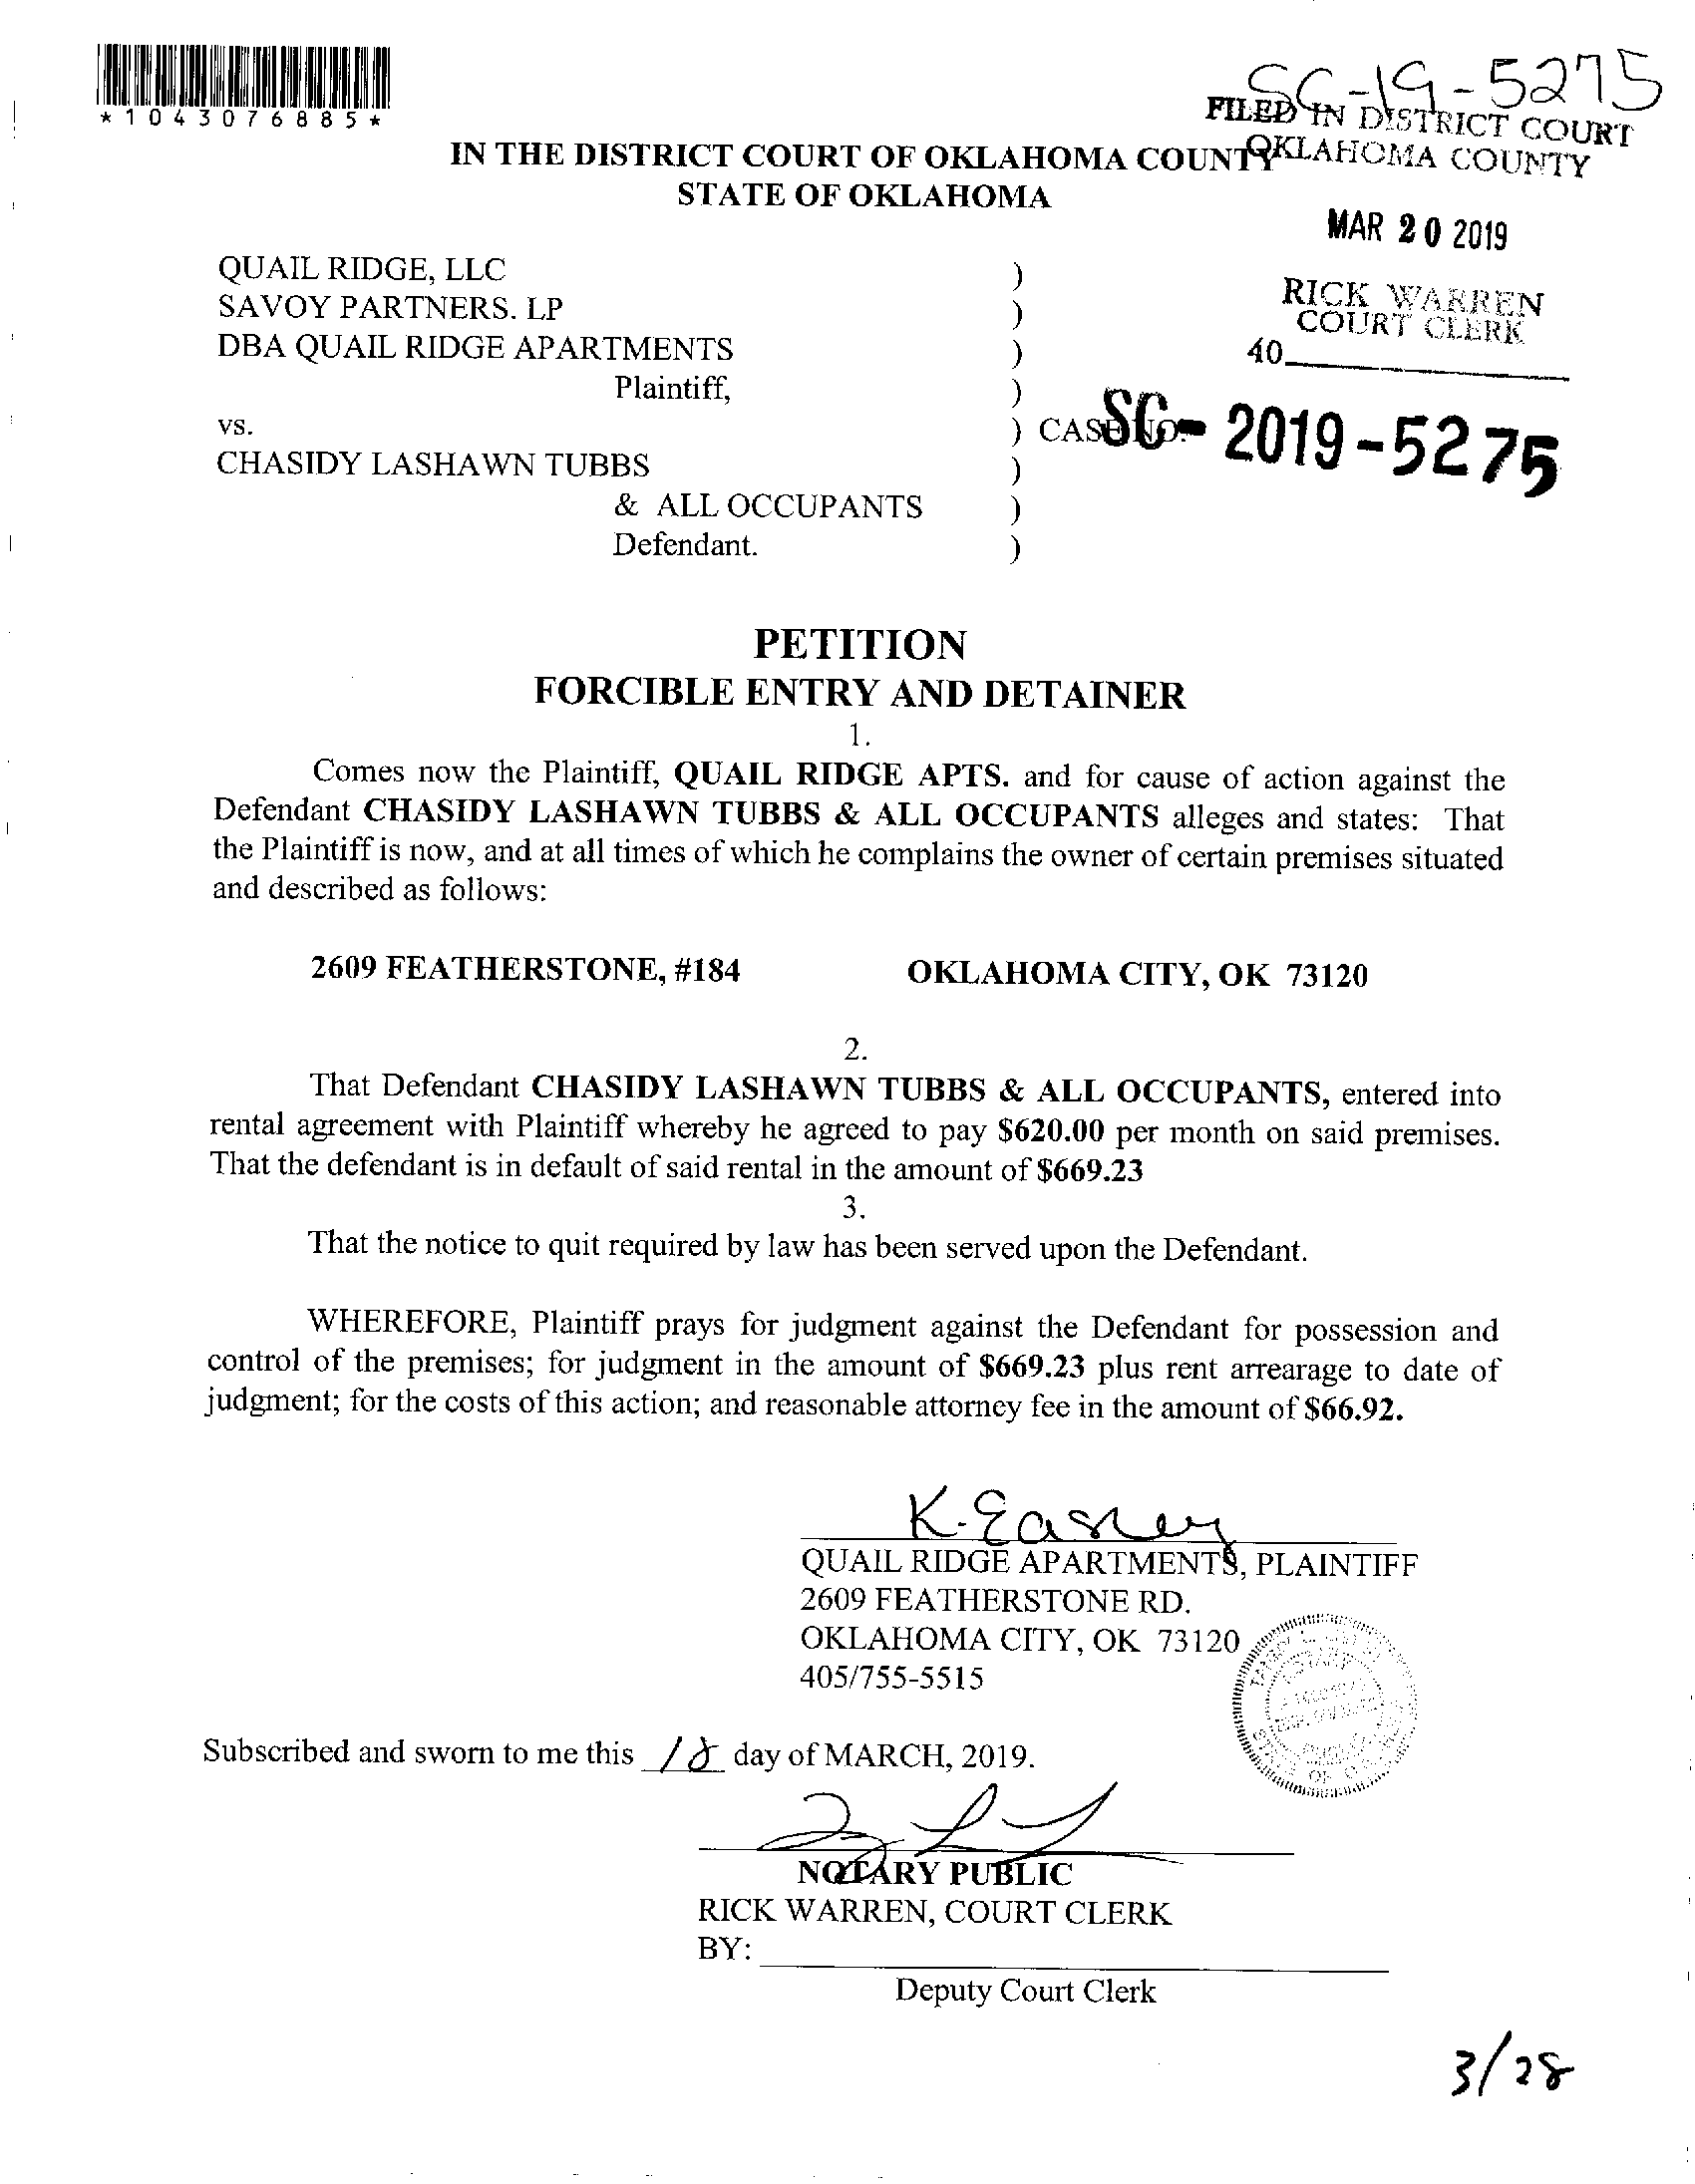 *1043076885*
SC-19-5275
FILED IN DISTRICT COURT
OKLAHOMA COUNTY
IN THE DISTRICT COURT OF OKLAHOMA COUNTY
STATE OF OKLAHOMA
MAR 20 2019
RICK WARREN
COURT CLERK
40
QUAIL RIDGE, LLC )
SAVOY PARTNERS. LP )
DBA QUAIL RIDGE APARTMENTS )
Plaintiff, )
vs. ) CASE NO. SC-2019-5275
CHASIDY LASHAWN TUBBS )
& ALL OCCUPANTS )
Defendant. )
PETITION
FORCIBLE ENTRY AND DETAINER
1.
Comes now the Plaintiff, QUAIL RIDGE APTS. and for cause of action against the
Defendant CHASIDY LASHAWN TUBBS & ALL OCCUPANTS alleges and states: That
the Plaintiff is now, and at all times of which he complains the owner of certain premises situated
and described as follows:
2609 FEATHERSTONE, #184 OKLAHOMA CITY, OK 73120
2.
That Defendant CHASIDY LASHAWN TUBBS & ALL OCCUPANTS, entered into
rental agreement with Plaintiff whereby he agreed to pay $620.00 per month on said premises.
That the defendant is in default of said rental in the amount of $669.23
3.
That the notice to quit required by law has been served upon the Defendant.
WHEREFORE, Plaintiff prays for judgment against the Defendant for possession and
control of the premises; for judgment in the amount of $669.23 plus rent arrearage to date of
judgment; for the costs of this action; and reasonable attorney fee in the amount of $66.92.
K. Easley
QUAIL RIDGE APARTMENTS, PLAINTIFF
2609 FEATHERSTONE RD.
OKLAHOMA CITY, OK 73120
405/755-5515
Subscribed and sworn to me this 18 day of MARCH, 2019.
NOTARY PUBLIC
RICK WARREN, COURT CLERK
BY:
Deputy Court Clerk
3/28